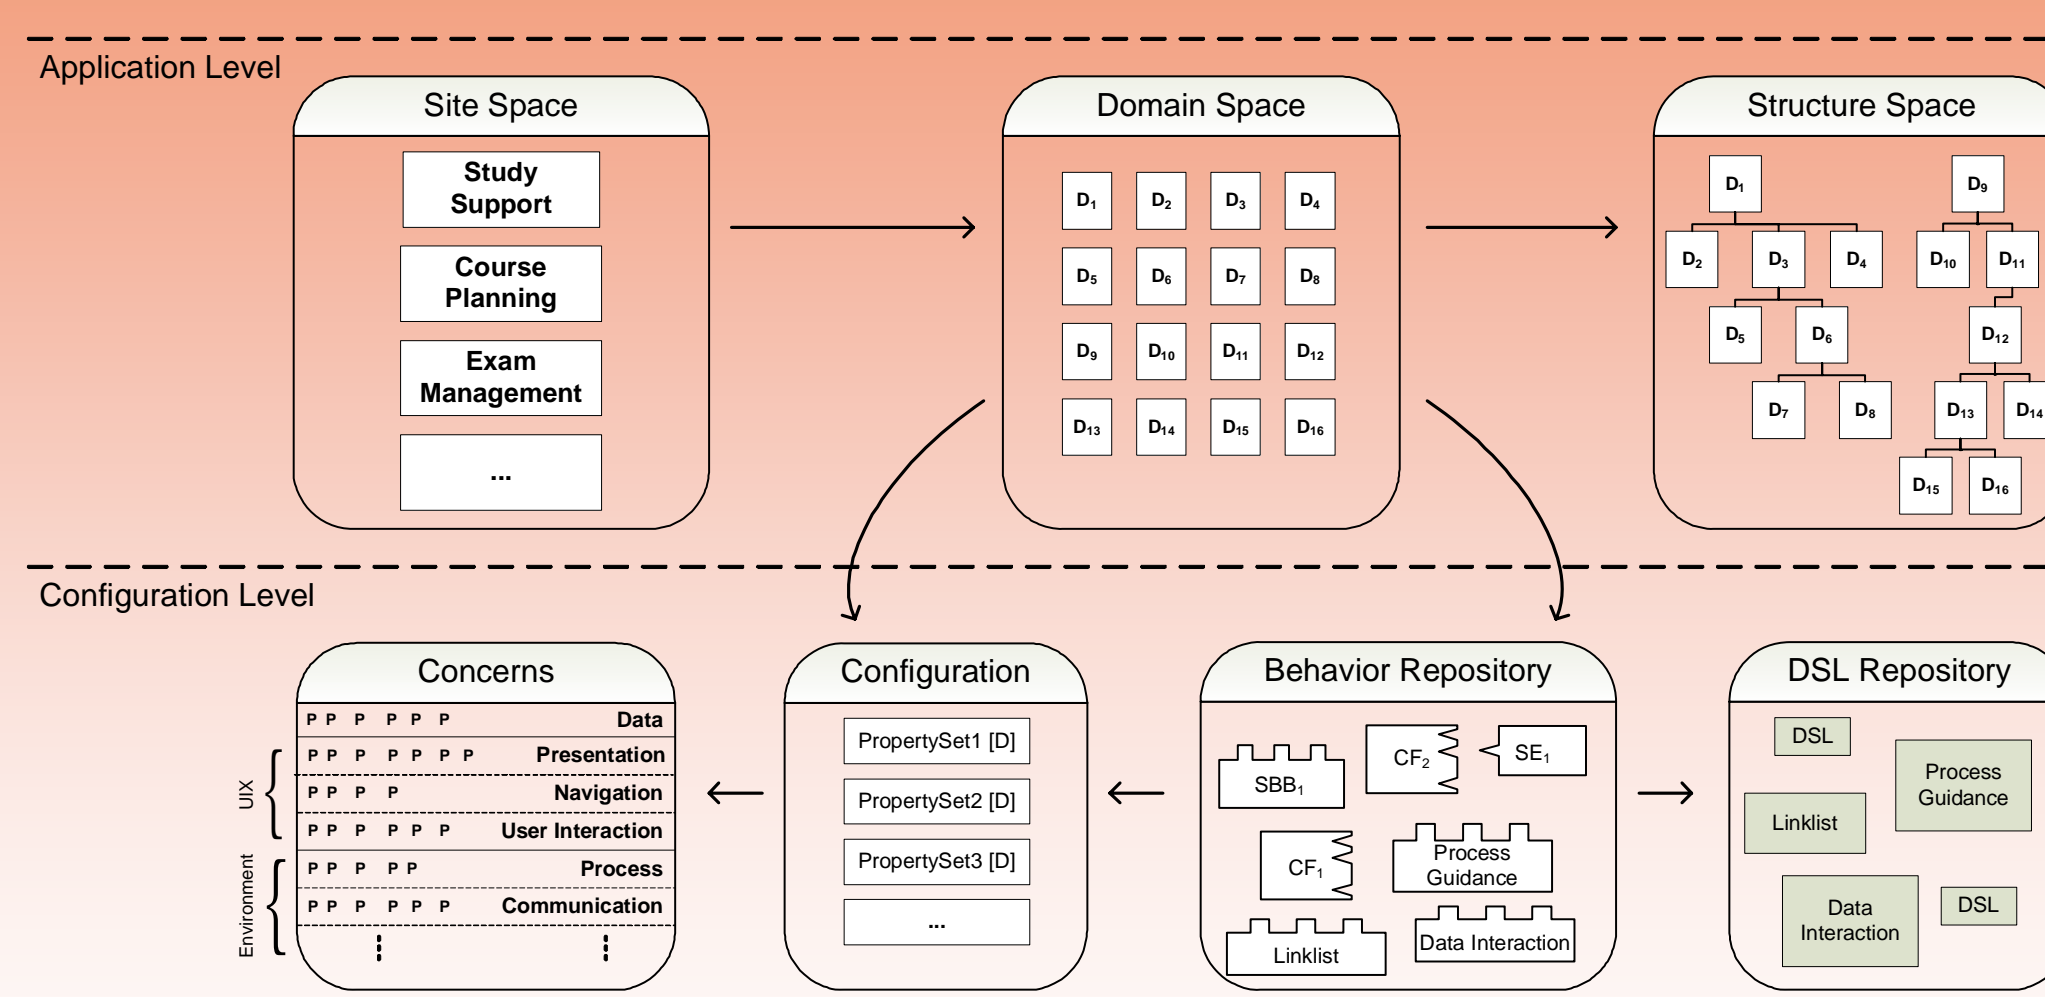 Application Level
Site Space
Study
Support
Course
Planning
Exam
Management
...
Domain Space
D1 D2 D3 D4
D5 D6 D7 D8
D9 D10 D11 D12
D13 D14 D15 D16
Structure Space
D1 D9
D2 D3 D4 D10 D11
D5 D6 D12
D7 D8 D13 D14
D15 D16
Configuration Level
Concerns
P P P P P P Data
P P P P P P P Presentation
P P P P Navigation
P P P P P P User Interaction
P P P P P Process
P P P P P P Communication
UIX
Environment
Configuration
PropertySet1 [D]
PropertySet2 [D]
PropertySet3 [D]
...
Behavior Repository
SBB1
CF2
SE1
CF1
Process
Guidance
Linklist
Data Interaction
DSL Repository
DSL
Process
Guidance
Linklist
Data
Interaction
DSL